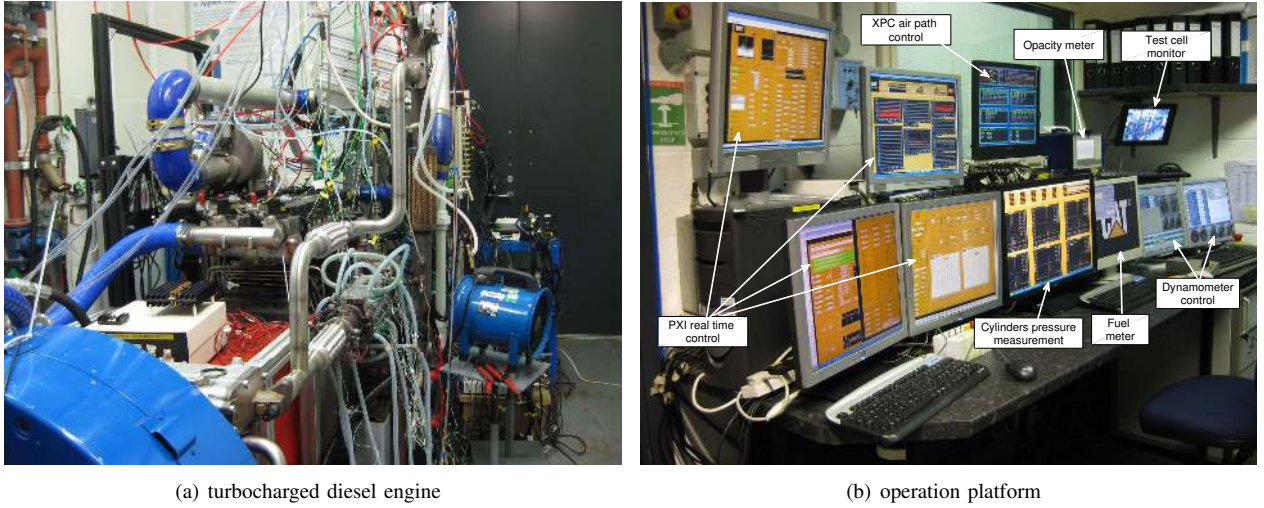 XPC air path
control
Opacity meter
Test cell
monitor
PXI real time
control
Cylinders pressure
measurement
Fuel
meter
Dynamometer
control
(a) turbocharged diesel engine
(b) operation platform